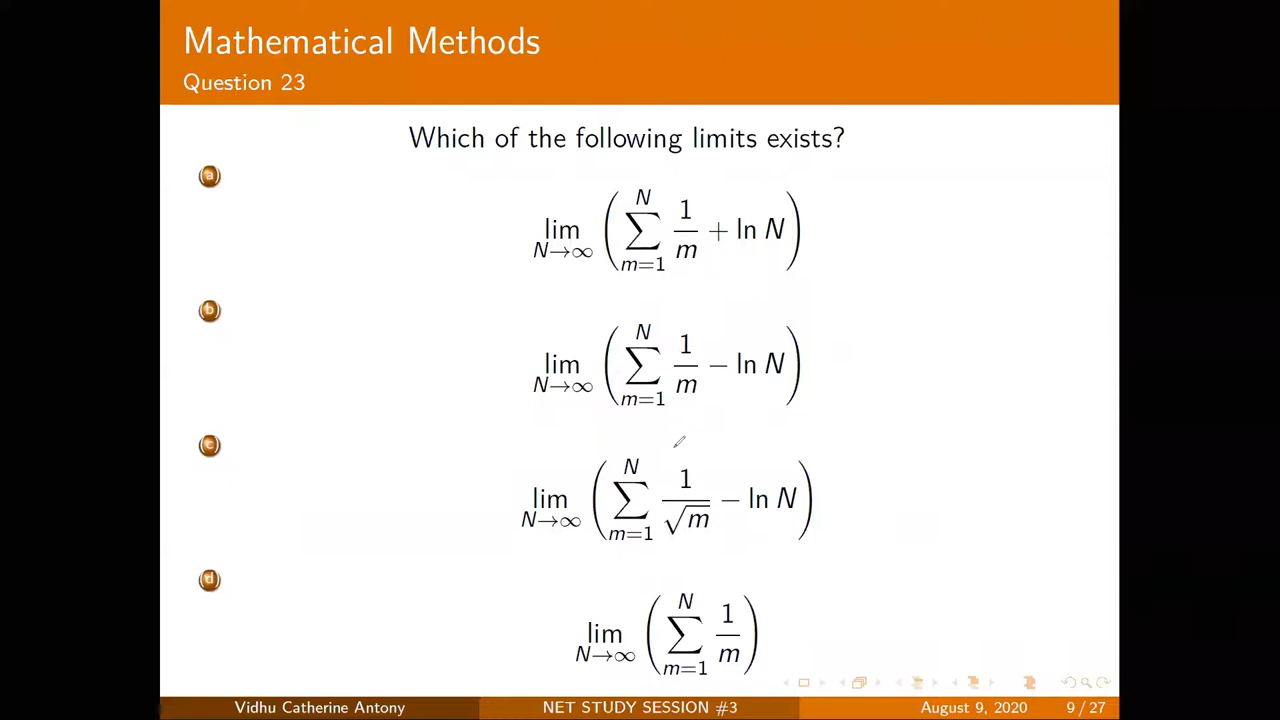 Mathematical Methods
Question 23
Which of the following limits exists?
a
lim_{N→∞} ( ∑_{m=1}^{N} 1/m + ln N )
b
lim_{N→∞} ( ∑_{m=1}^{N} 1/m − ln N )
c
lim_{N→∞} ( ∑_{m=1}^{N} 1/√m − ln N )
d
lim_{N→∞} ( ∑_{m=1}^{N} 1/m )
Vidhu Catherine Antony NET STUDY SESSION #3 August 9, 2020 9 / 27